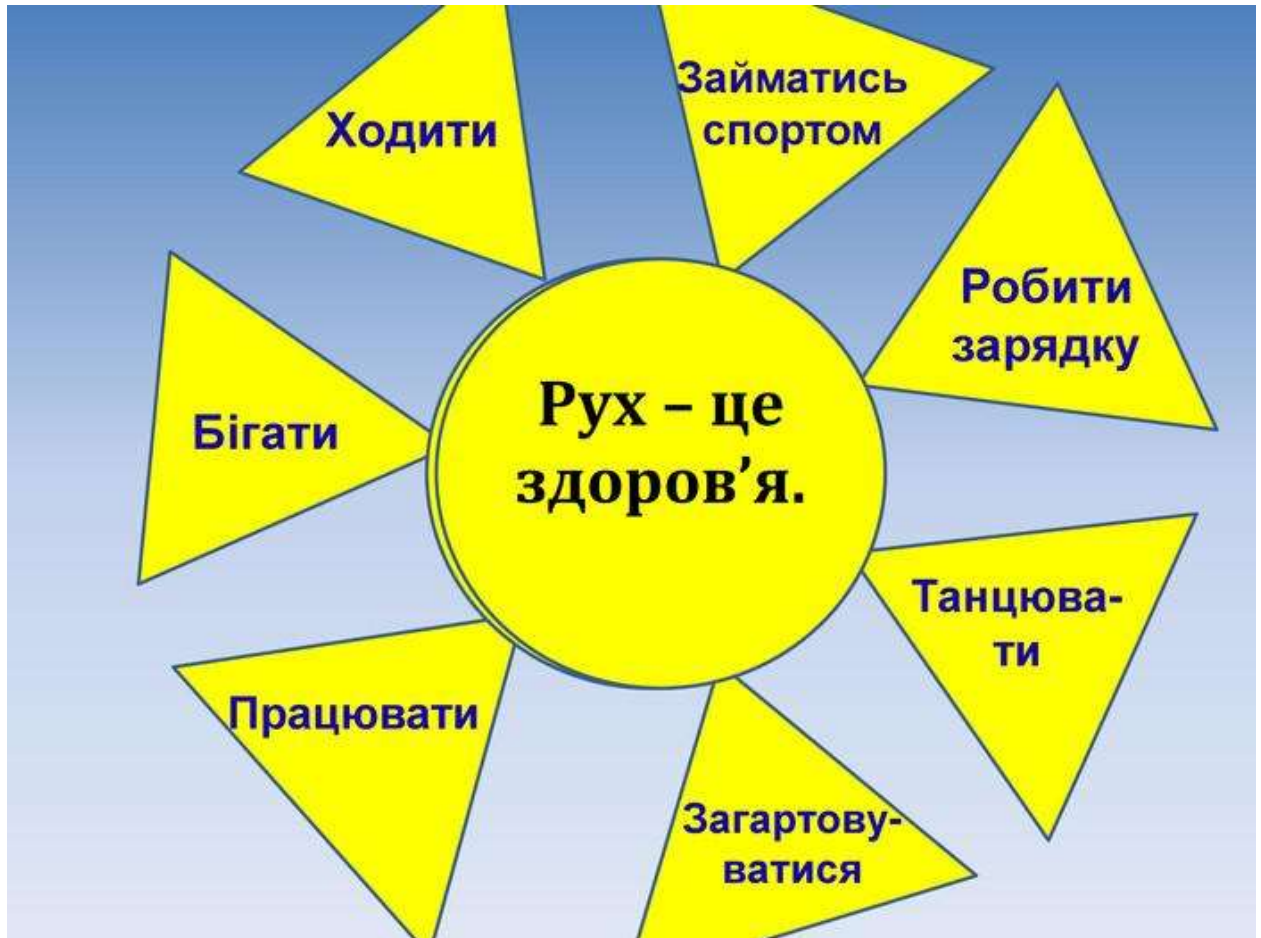 Ходити
Займатись
спортом
Робити
зарядку
Рух – це
здоров’я.
Бігати
Танцюва-
ти
Працювати
Загартову-
ватися